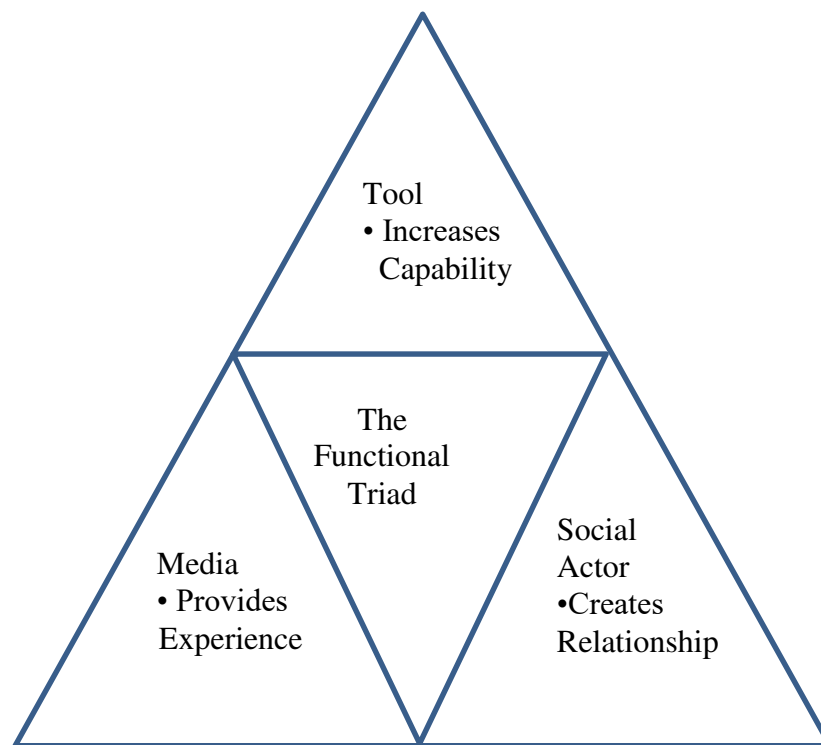 Tool
• Increases
Capability
The
Functional
Triad
Media
• Provides
Experience
Social
Actor
•Creates
Relationship